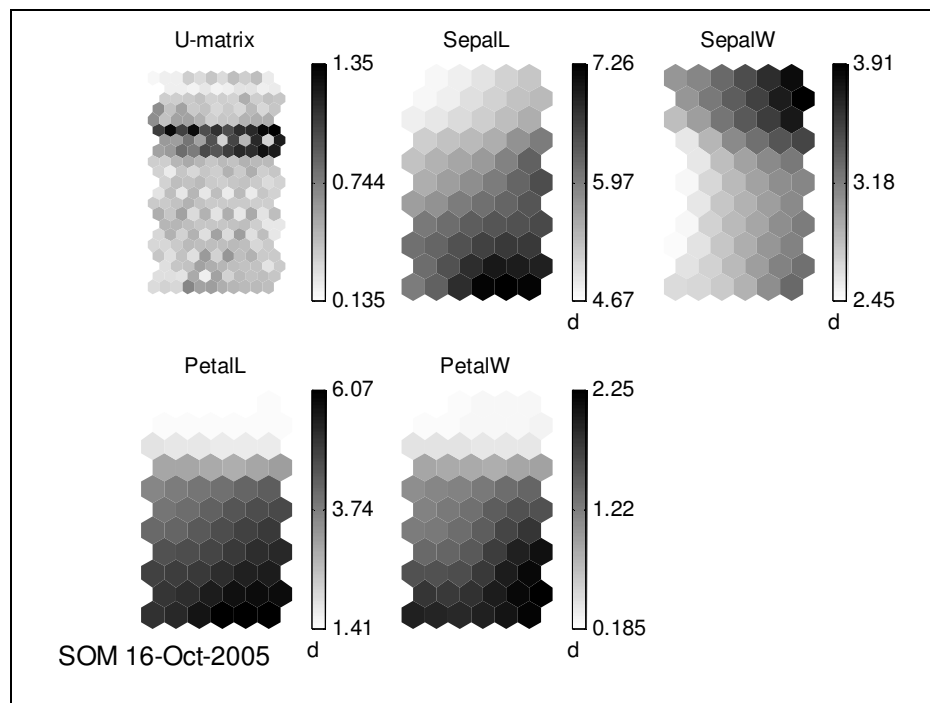 U-matrix
1.35
0.744
0.135
SepalL
7.26
5.97
4.67
d
SepalW
3.91
3.18
2.45
d
PetalL
6.07
3.74
1.41
d
PetalW
2.25
1.22
0.185
d
SOM 16-Oct-2005